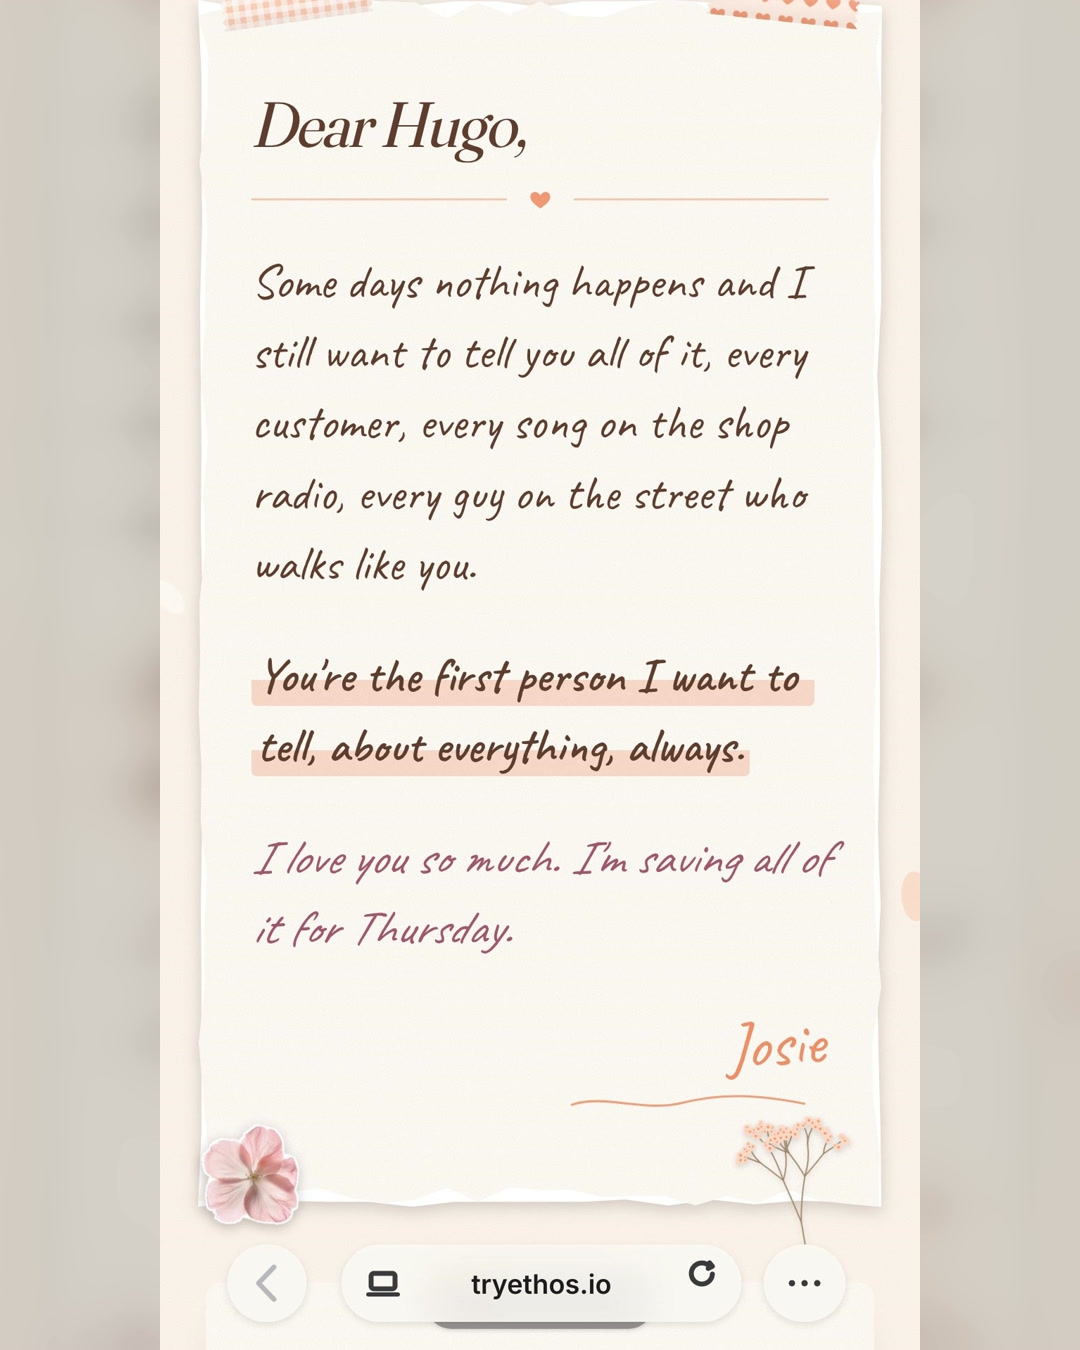 Dear Hugo,
Some days nothing happens and I
still want to tell you all of it, every
customer, every song on the shop
radio, every guy on the street who
walks like you.
You're the first person I want to
tell, about everything, always.
I love you so much. I'm saving all of
it for Thursday.
Josie
tryethos.io